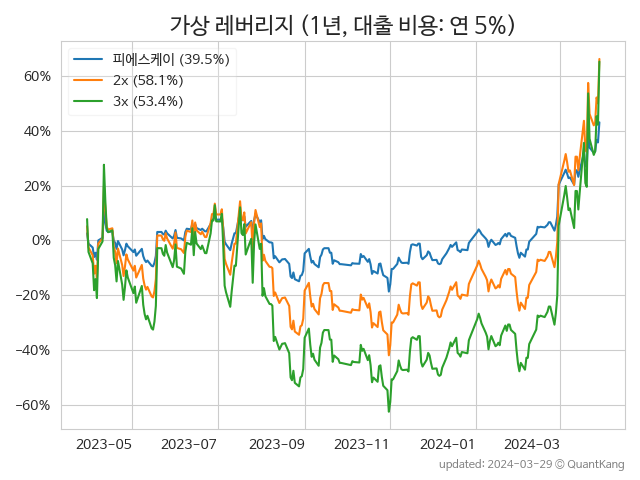 가상 레버리지 (1년, 대출 비용: 연 5%)
피에스케이 (39.5%)
2x (58.1%)
3x (53.4%)
60%
40%
20%
0%
−20%
−40%
−60%
2023-05 2023-07 2023-09 2023-11 2024-01 2024-03
updated: 2024-03-29 © QuantKang